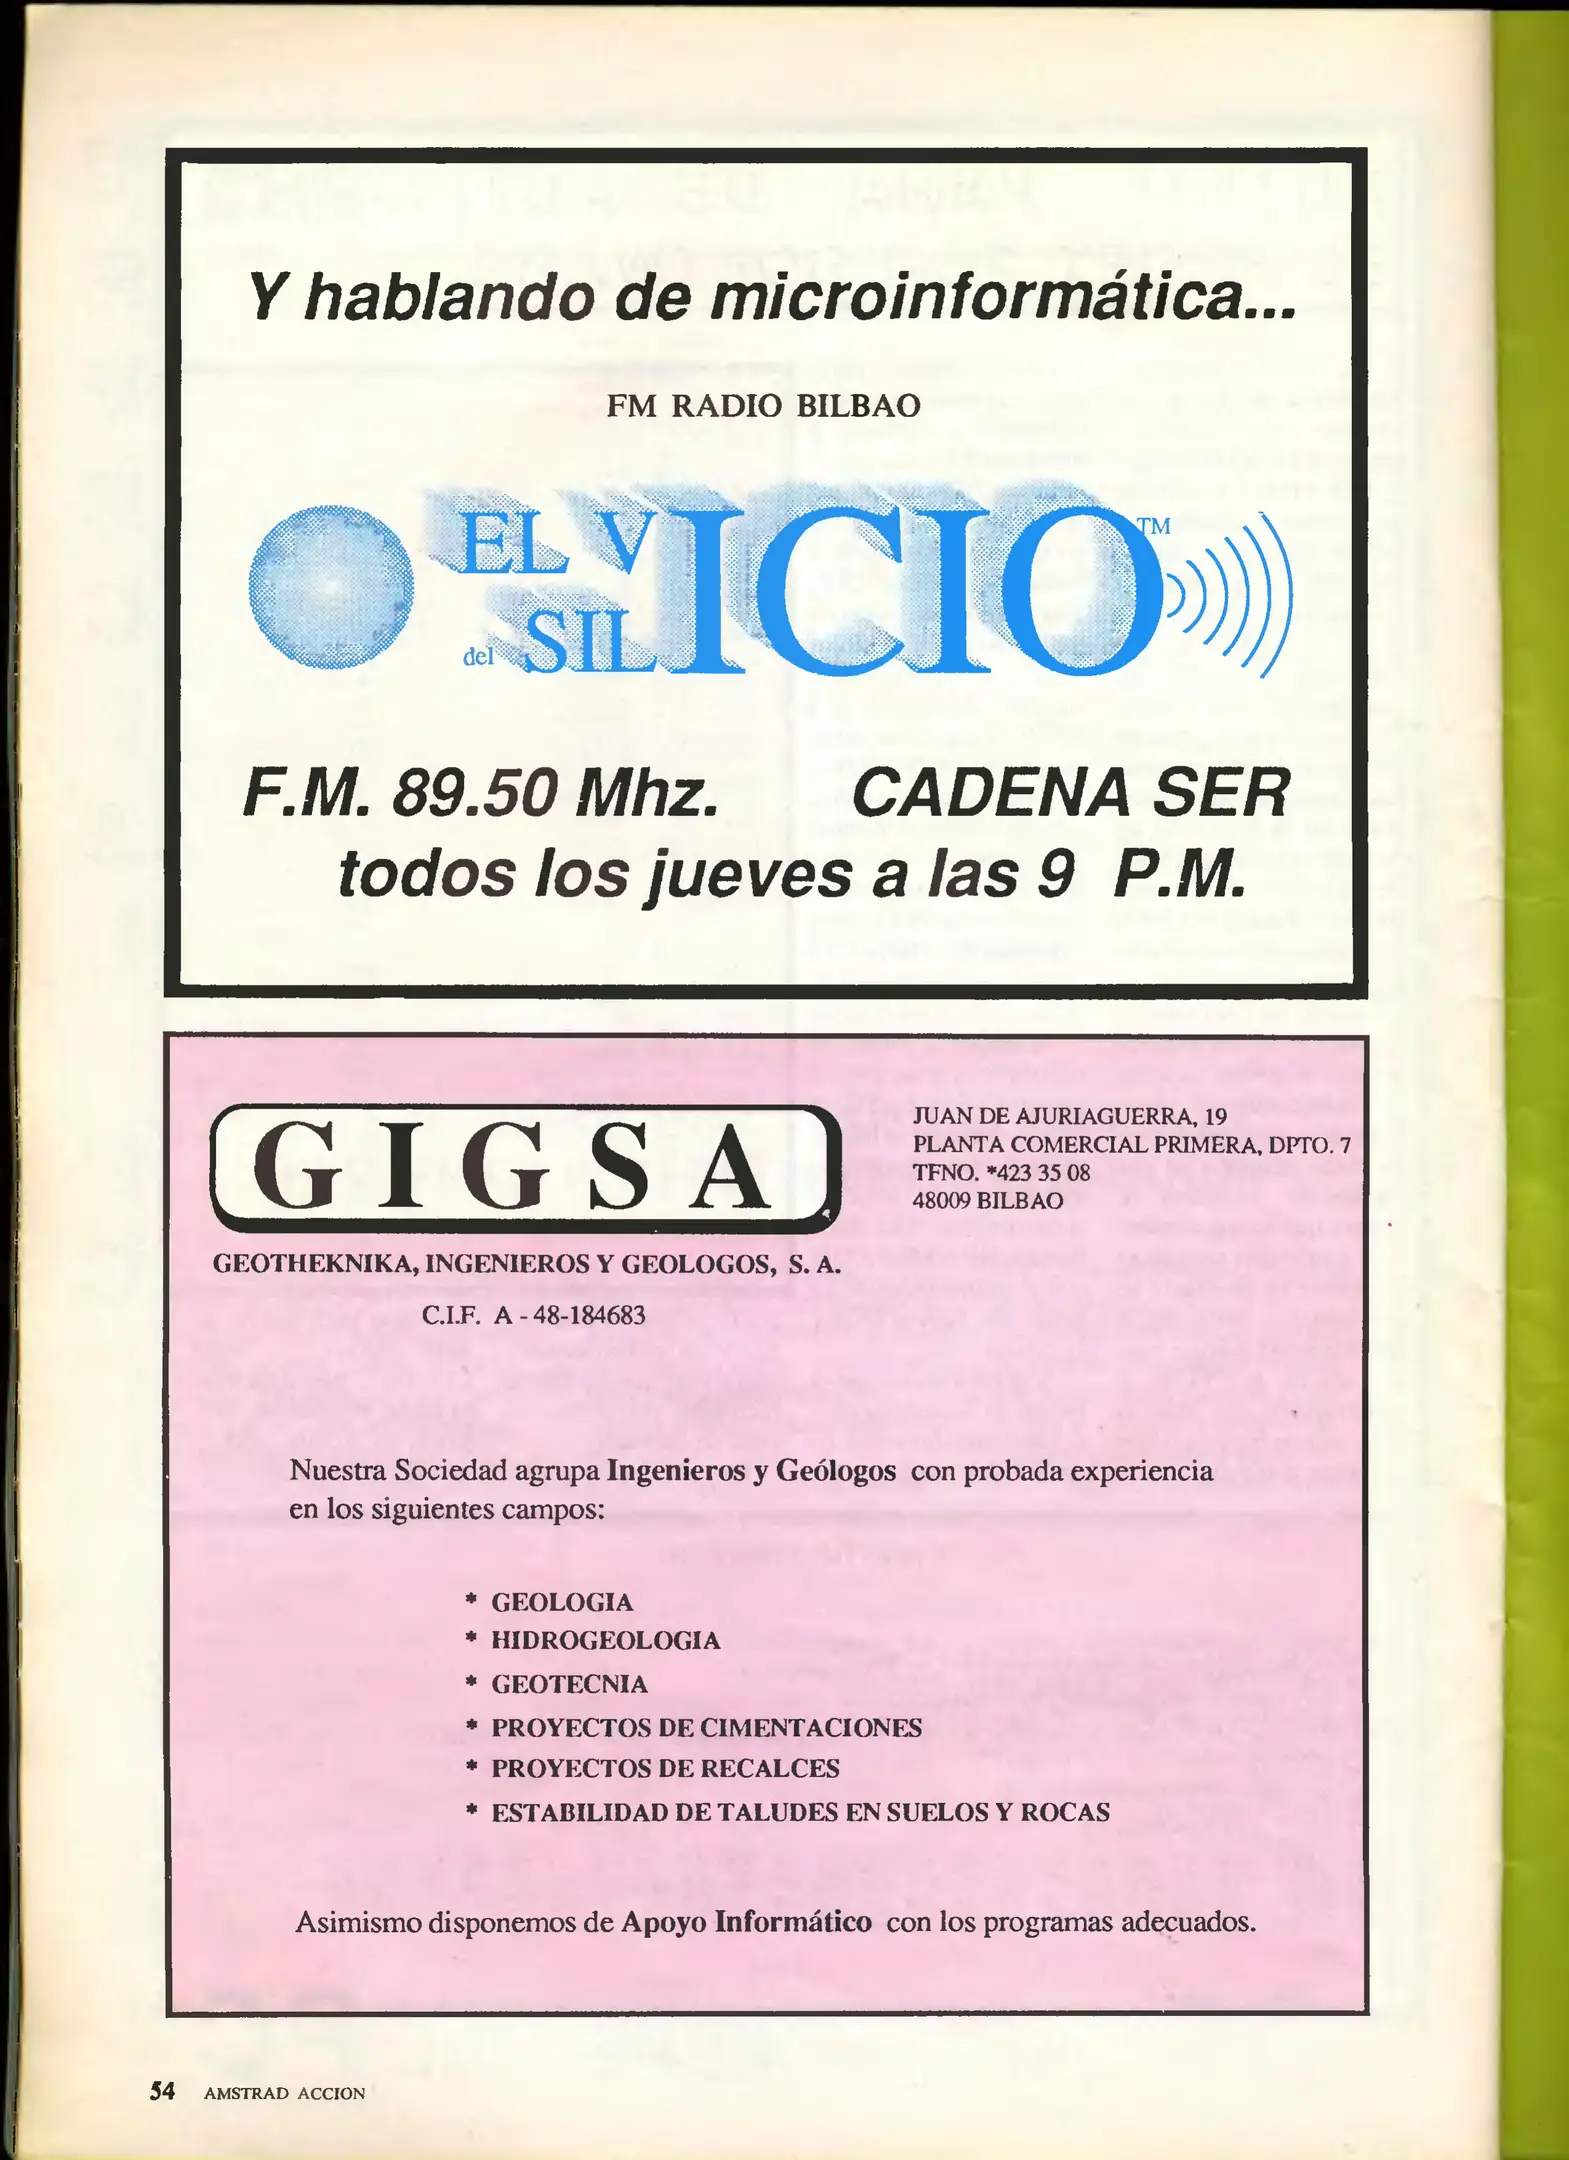 Y hablando de microinformática...
FM RADIO BILBAO
EL VICIO™
del SILICIO
F.M. 89.50 Mhz. CADENA SER
todos los jueves a las 9 P.M.
GIGSA
JUAN DE AJURIAGUERRA, 19
PLANTA COMERCIAL PRIMERA, DPTO. 7
TFNO. *423 35 08
48009 BILBAO
GEOTHEKNIKA, INGENIEROS Y GEOLOGOS, S. A.
C.I.F. A - 48-184683
Nuestra Sociedad agrupa Ingenieros y Geólogos con probada experiencia
en los siguientes campos:
* GEOLOGIA
* HIDROGEOLOGIA
* GEOTECNIA
* PROYECTOS DE CIMENTACIONES
* PROYECTOS DE RECALCES
* ESTABILIDAD DE TALUDES EN SUELOS Y ROCAS
Asimismo disponemos de Apoyo Informático con los programas adecuados.
54 AMSTRAD ACCION